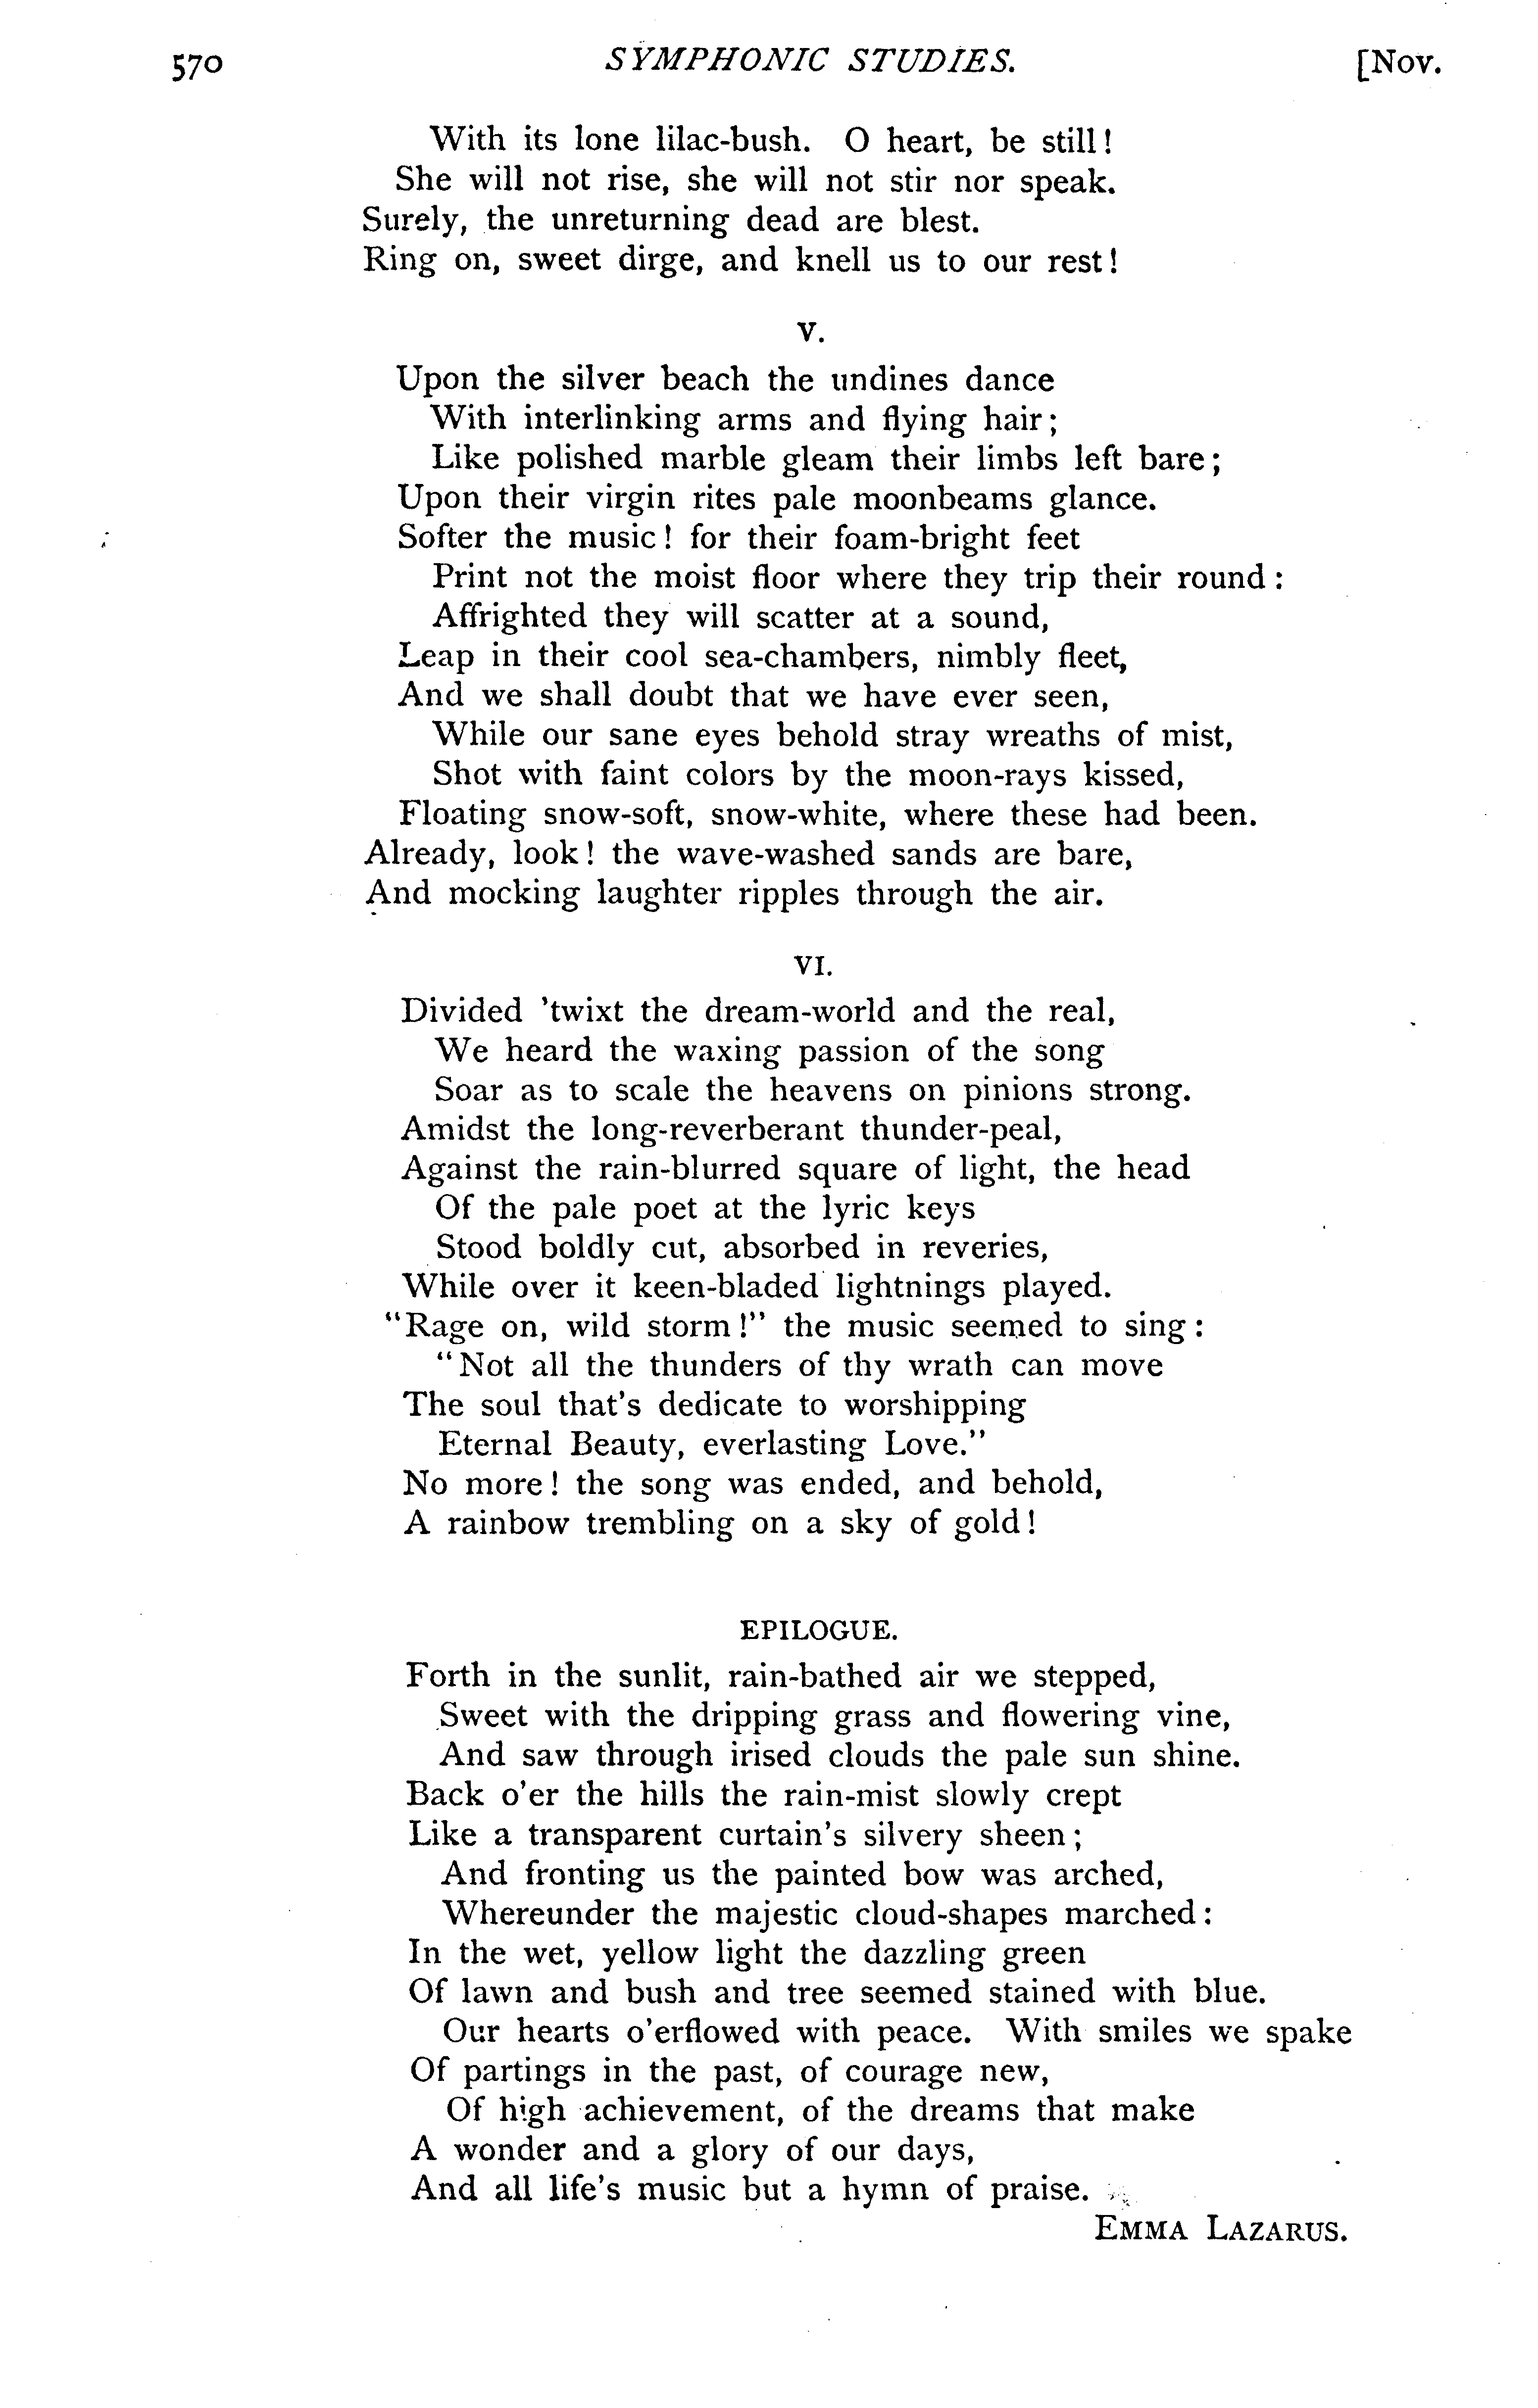 570 SYMPHONIC STUDIES. [Nov.
With its lone lilac-bush. O heart, be still!
She will not rise, she will not stir nor speak.
Surely, the unreturning dead are blest.
Ring on, sweet dirge, and knell us to our rest!
V.
Upon the silver beach the undines dance
With interlinking arms and flying hair;
Like polished marble gleam their limbs left bare;
Upon their virgin rites pale moonbeams glance.
Softer the music! for their foam-bright feet
Print not the moist floor where they trip their round:
Affrighted they will scatter at a sound,
Leap in their cool sea-chambers, nimbly fleet,
And we shall doubt that we have ever seen,
While our sane eyes behold stray wreaths of mist,
Shot with faint colors by the moon-rays kissed,
Floating snow-soft, snow-white, where these had been.
Already, look! the wave-washed sands are bare,
And mocking laughter ripples through the air.
VI.
Divided 'twixt the dream-world and the real,
We heard the waxing passion of the song
Soar as to scale the heavens on pinions strong.
Amidst the long-reverberant thunder-peal,
Against the rain-blurred square of light, the head
Of the pale poet at the lyric keys
Stood boldly cut, absorbed in reveries,
While over it keen-bladed lightnings played.
"Rage on, wild storm!" the music seemed to sing:
"Not all the thunders of thy wrath can move
The soul that's dedicate to worshipping
Eternal Beauty, everlasting Love."
No more! the song was ended, and behold,
A rainbow trembling on a sky of gold!
EPILOGUE.
Forth in the sunlit, rain-bathed air we stepped,
Sweet with the dripping grass and flowering vine,
And saw through irised clouds the pale sun shine.
Back o'er the hills the rain-mist slowly crept
Like a transparent curtain's silvery sheen;
And fronting us the painted bow was arched,
Whereunder the majestic cloud-shapes marched:
In the wet, yellow light the dazzling green
Of lawn and bush and tree seemed stained with blue.
Our hearts o'erflowed with peace. With smiles we spake
Of partings in the past, of courage new,
Of high achievement, of the dreams that make
A wonder and a glory of our days,
And all life's music but a hymn of praise.
EMMA LAZARUS.